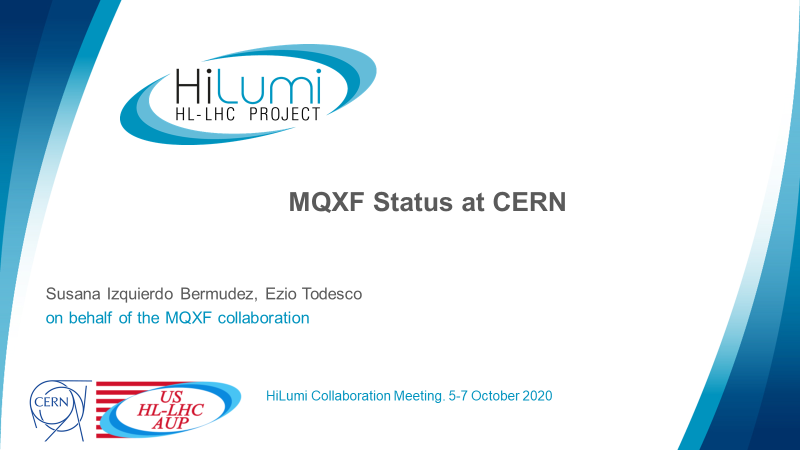 HiLumi
HL-LHC PROJECT
MQXF Status at CERN
Susana Izquierdo Bermudez, Ezio Todesco
on behalf of the MQXF collaboration
CERN
US
HL-LHC
AUP
HiLumi Collaboration Meeting. 5-7 October 2020